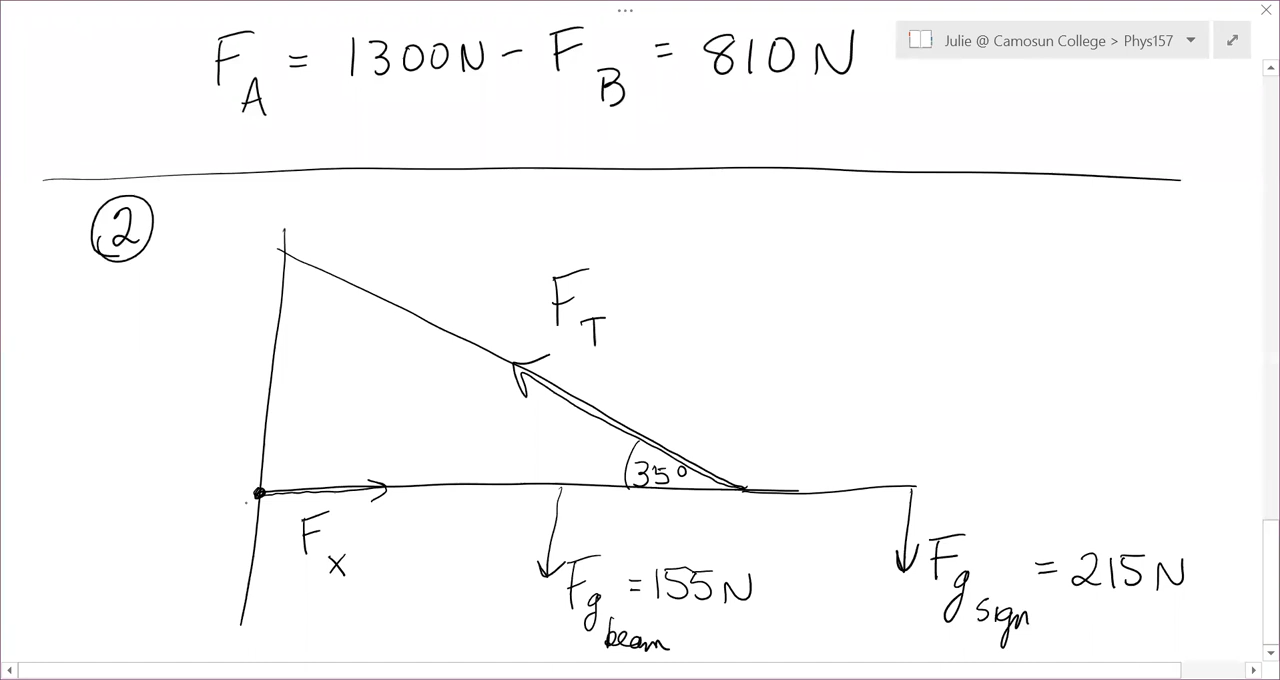 F_A = 1300N - F_B = 810N
Julie @ Camosun College > Phys157
2
F_T
35°
F_x
F_g beam = 155N
F_g sign = 215N